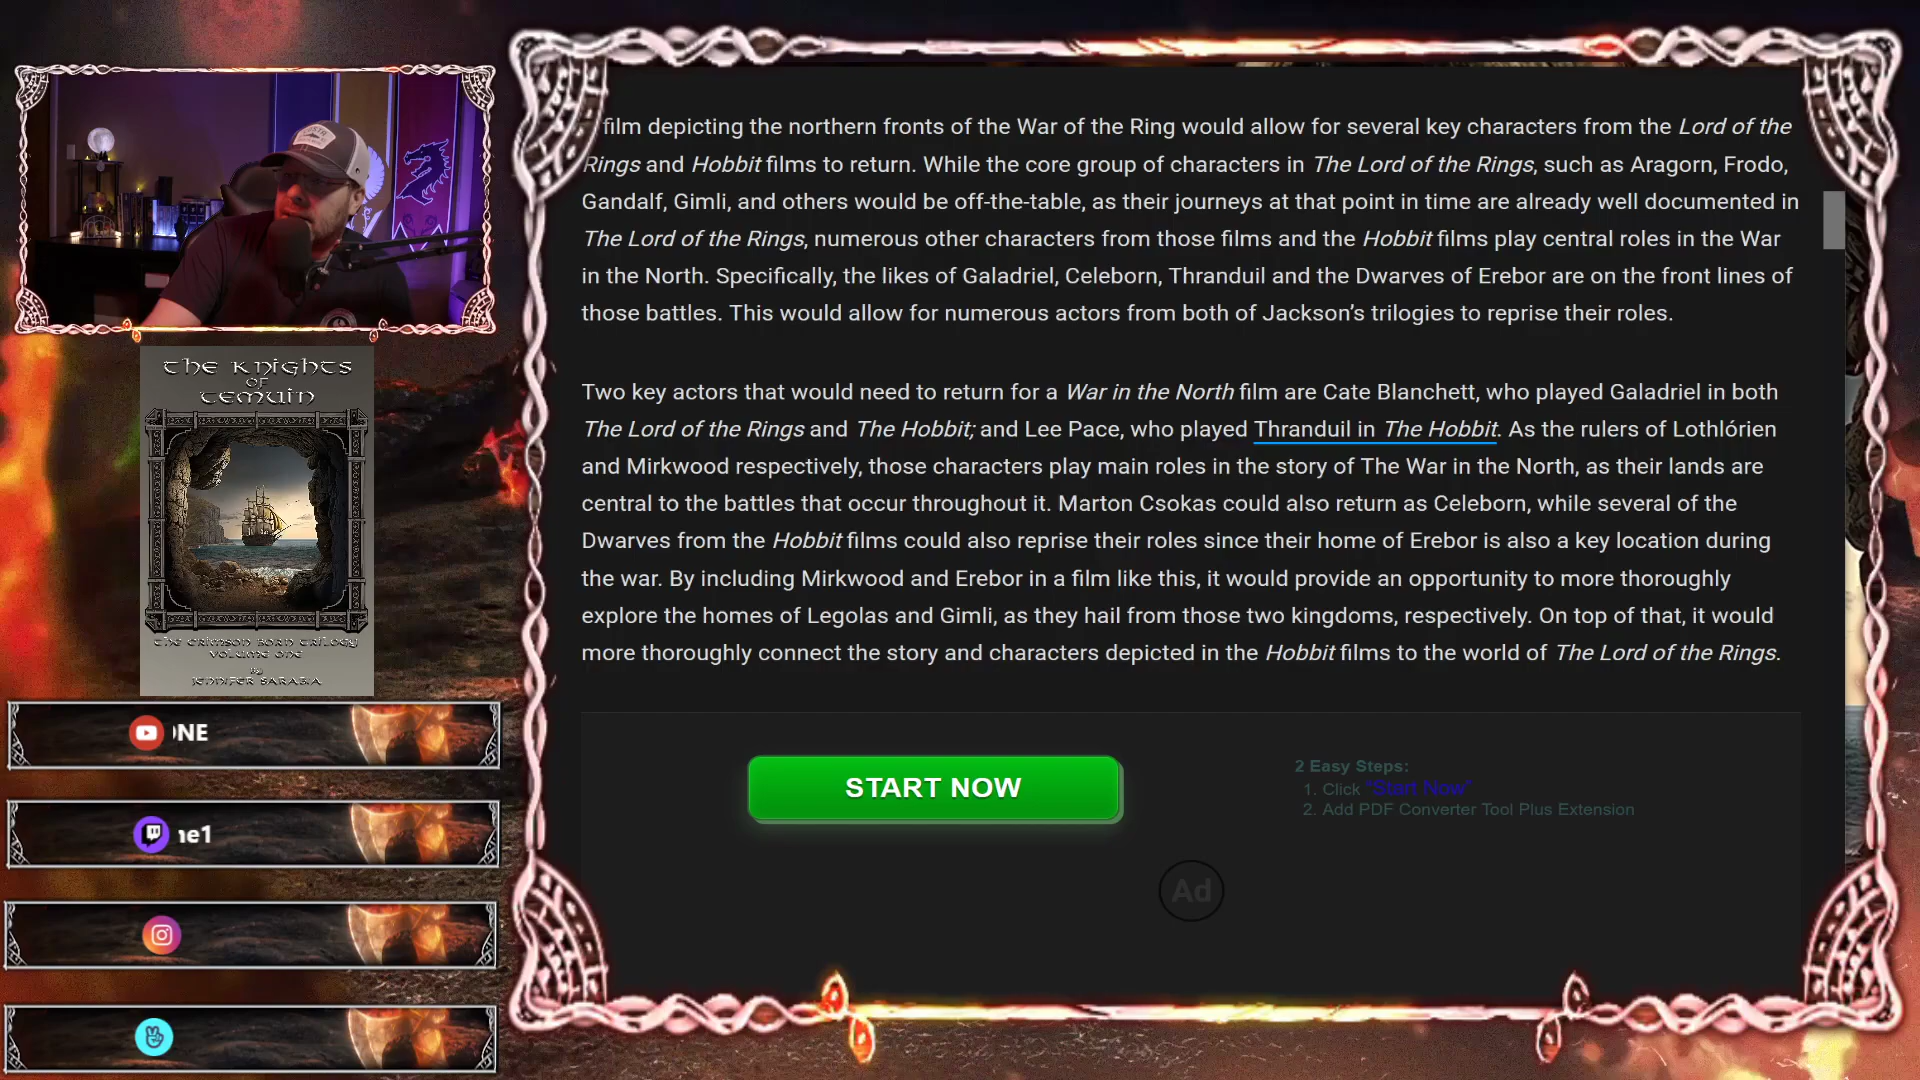 film depicting the northern fronts of the War of the Ring would allow for several key characters from the Lord of the
Rings and Hobbit films to return. While the core group of characters in The Lord of the Rings, such as Aragorn, Frodo,
Gandalf, Gimli, and others would be off-the-table, as their journeys at that point in time are already well documented in
The Lord of the Rings, numerous other characters from those films and the Hobbit films play central roles in the War
in the North. Specifically, the likes of Galadriel, Celeborn, Thranduil and the Dwarves of Erebor are on the front lines of
those battles. This would allow for numerous actors from both of Jackson’s trilogies to reprise their roles.
Two key actors that would need to return for a War in the North film are Cate Blanchett, who played Galadriel in both
The Lord of the Rings and The Hobbit; and Lee Pace, who played Thranduil in The Hobbit. As the rulers of Lothlórien
and Mirkwood respectively, those characters play main roles in the story of The War in the North, as their lands are
central to the battles that occur throughout it. Marton Csokas could also return as Celeborn, while several of the
Dwarves from the Hobbit films could also reprise their roles since their home of Erebor is also a key location during
the war. By including Mirkwood and Erebor in a film like this, it would provide an opportunity to more thoroughly
explore the homes of Legolas and Gimli, as they hail from those two kingdoms, respectively. On top of that, it would
more thoroughly connect the story and characters depicted in the Hobbit films to the world of The Lord of the Rings.
START NOW
2 Easy Steps:
1. Click "Start Now"
2. Add PDF Converter Tool Plus Extension
Ad
The Knights
of
Temuin
The Crimson Born Trilogy
Volume One
By
Jennifer Sarabia
NE
e1